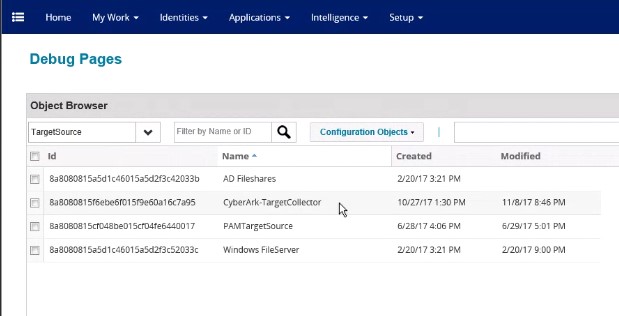 Home My Work Identities Applications Intelligence Setup
Debug Pages
Object Browser
TargetSource Filter by Name or ID Configuration Objects
Id Name Created Modified
8a8080815a5d1c46015a5d2f3c42033b AD Fileshares 2/20/17 3:21 PM
8a8080815f6ebe6f015f9e60a16c7a95 CyberArk-TargetCollector 10/27/17 1:30 PM 11/8/17 8:46 PM
8a8080815cf048be015cf04fe6440017 PAMTargetSource 6/28/17 4:06 PM 6/29/17 5:01 PM
8a8080815a5d1c46015a5d2f3c52033c Windows FileServer 2/20/17 3:21 PM 2/20/17 9:00 PM